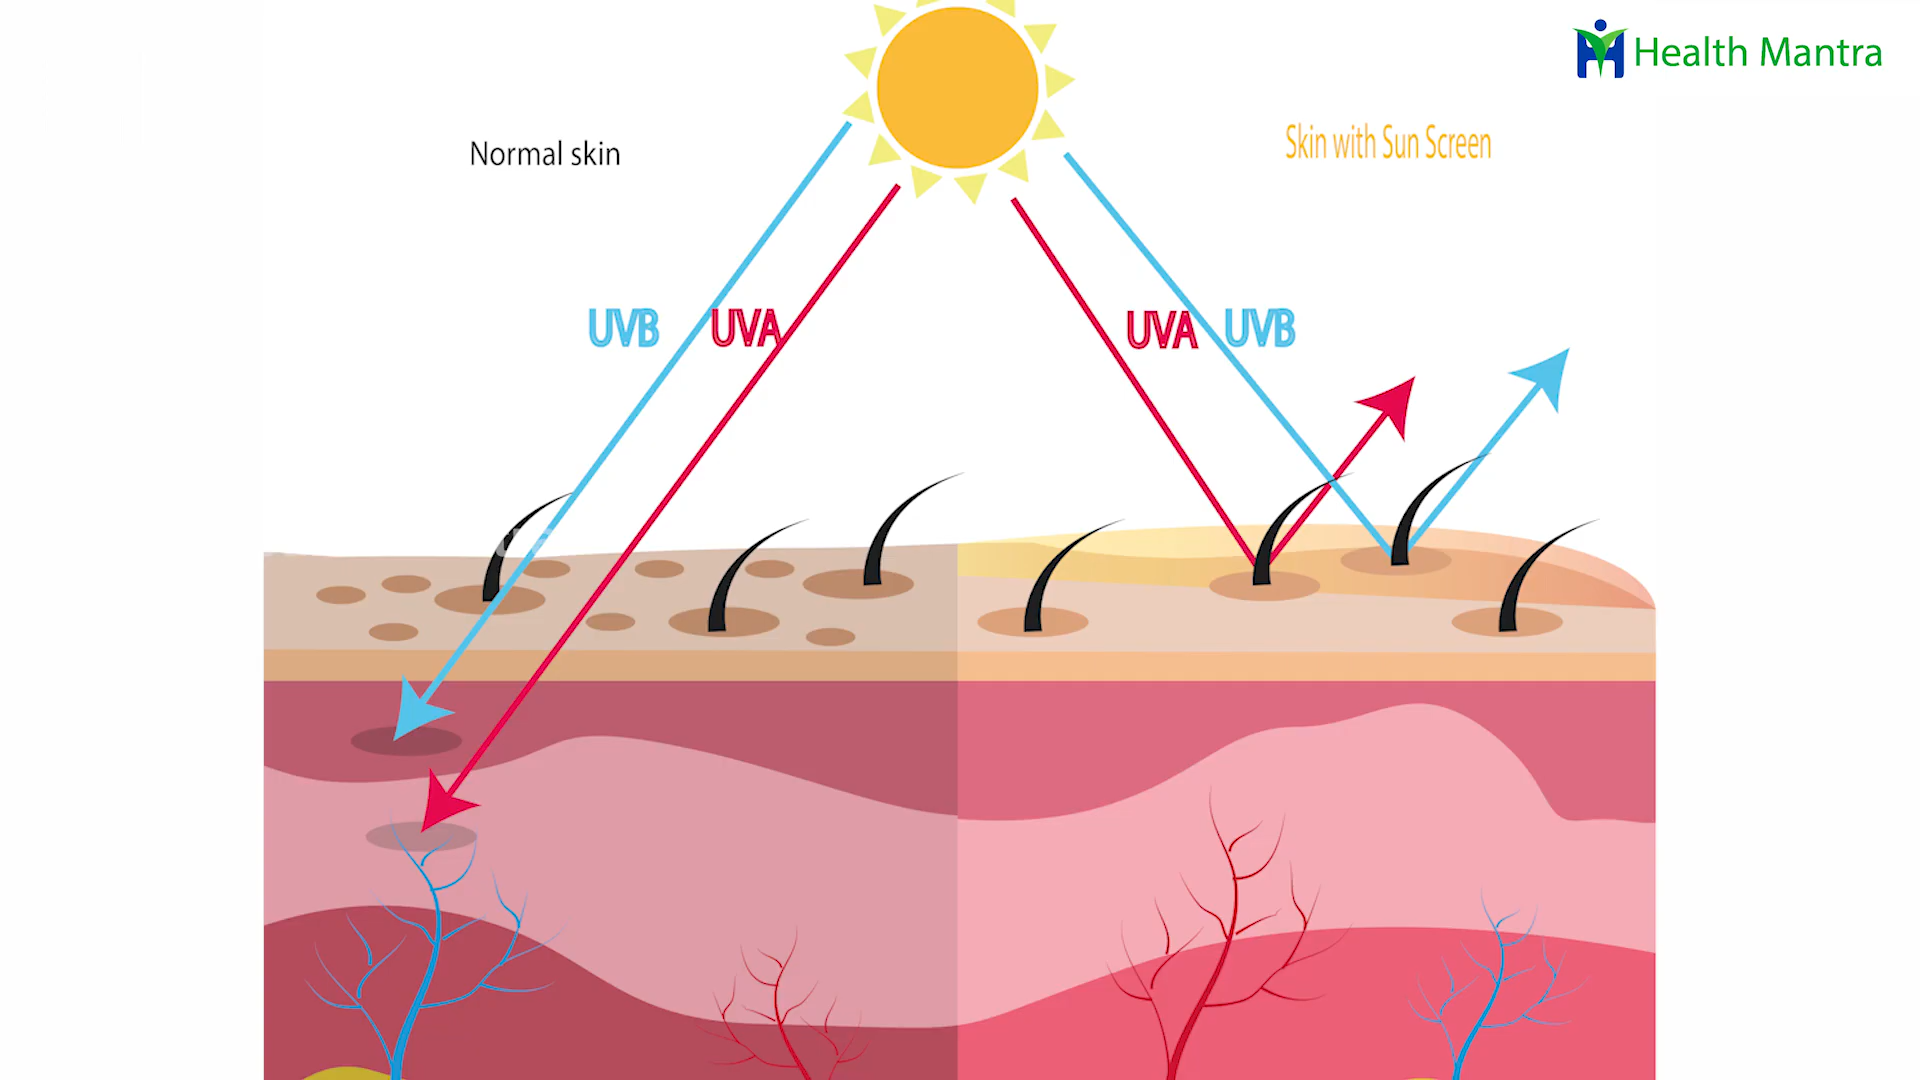 Health Mantra
Normal skin
Skin with Sun Screen
UVB UVA
UVA UVB